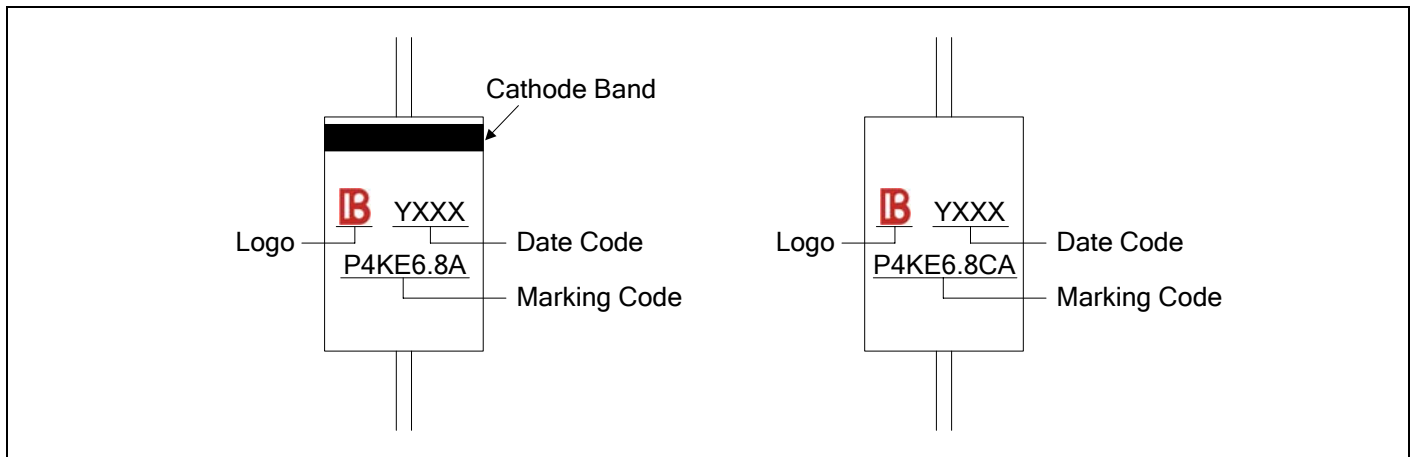 Cathode Band
B YXXX
Logo
Date Code
P4KE6.8A
Marking Code
B YXXX
Logo
Date Code
P4KE6.8CA
Marking Code